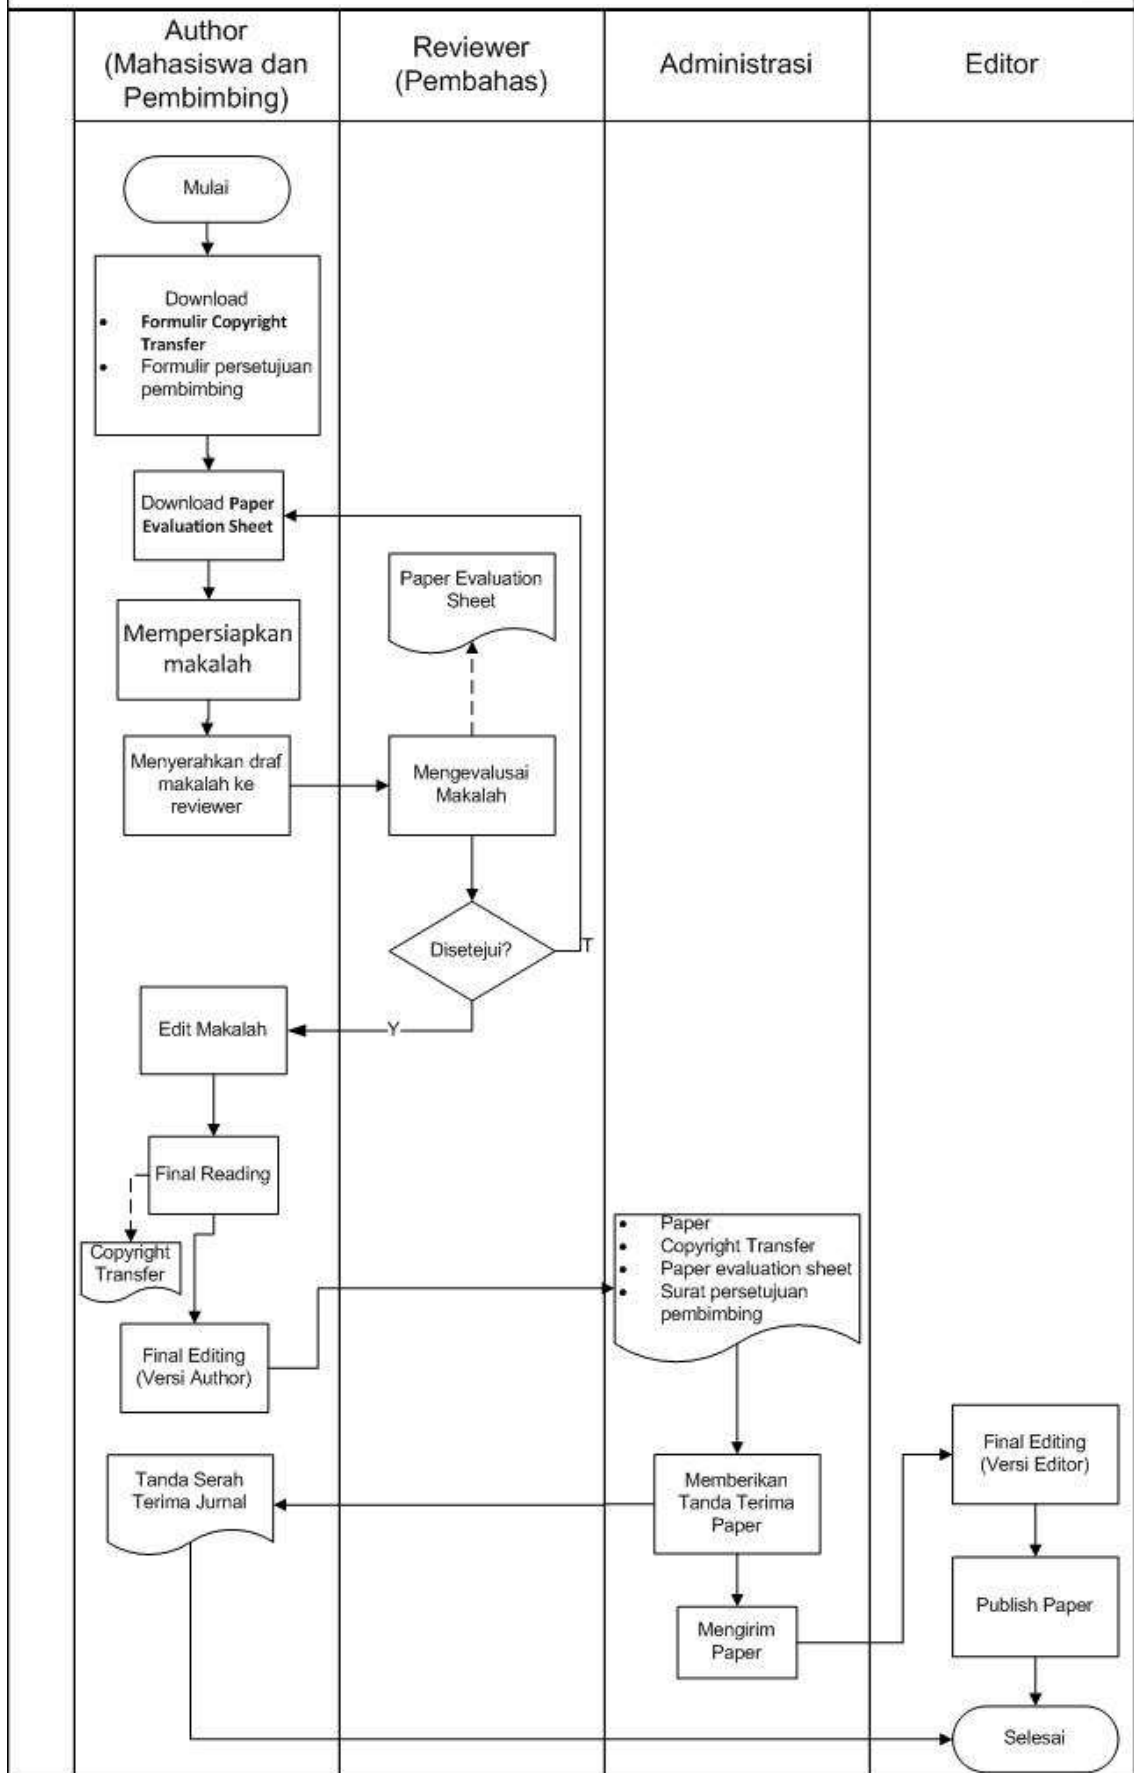 Author
(Mahasiswa dan
Pembimbing)
Reviewer
(Pembahas)
Administrasi
Editor
Mulai
Download
• Formulir Copyright
Transfer
• Formulir persetujuan
pembimbing
Download Paper
Evaluation Sheet
Paper Evaluation
Sheet
Mempersiapkan
makalah
Menyerahkan draf
makalah ke
reviewer
Mengevalusai
Makalah
Disetejui?
T
Y
Edit Makalah
Final Reading
Copyright
Transfer
• Paper
• Copyright Transfer
• Paper evaluation sheet
• Surat persetujuan
pembimbing
Final Editing
(Versi Author)
Final Editing
(Versi Editor)
Tanda Serah
Terima Jurnal
Memberikan
Tanda Terima
Paper
Publish Paper
Mengirim
Paper
Selesai